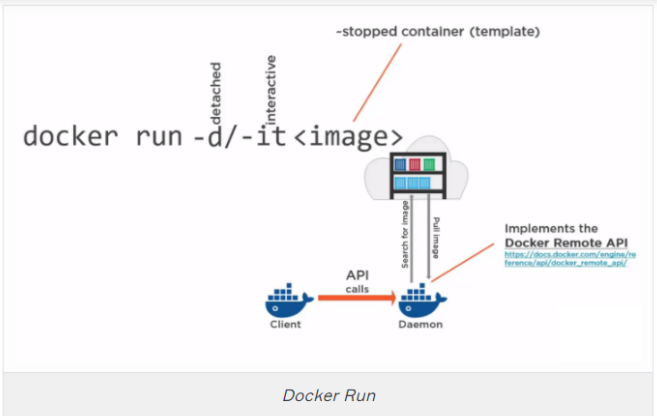 -stopped container (template)
detached
interactive
docker run -d/-it <image>
Search for image
Pull image
Implements the
Docker Remote API
https://docs.docker.com/engine/re
ference/api/docker_remote_api/
API
calls
Client
Daemon
Docker Run